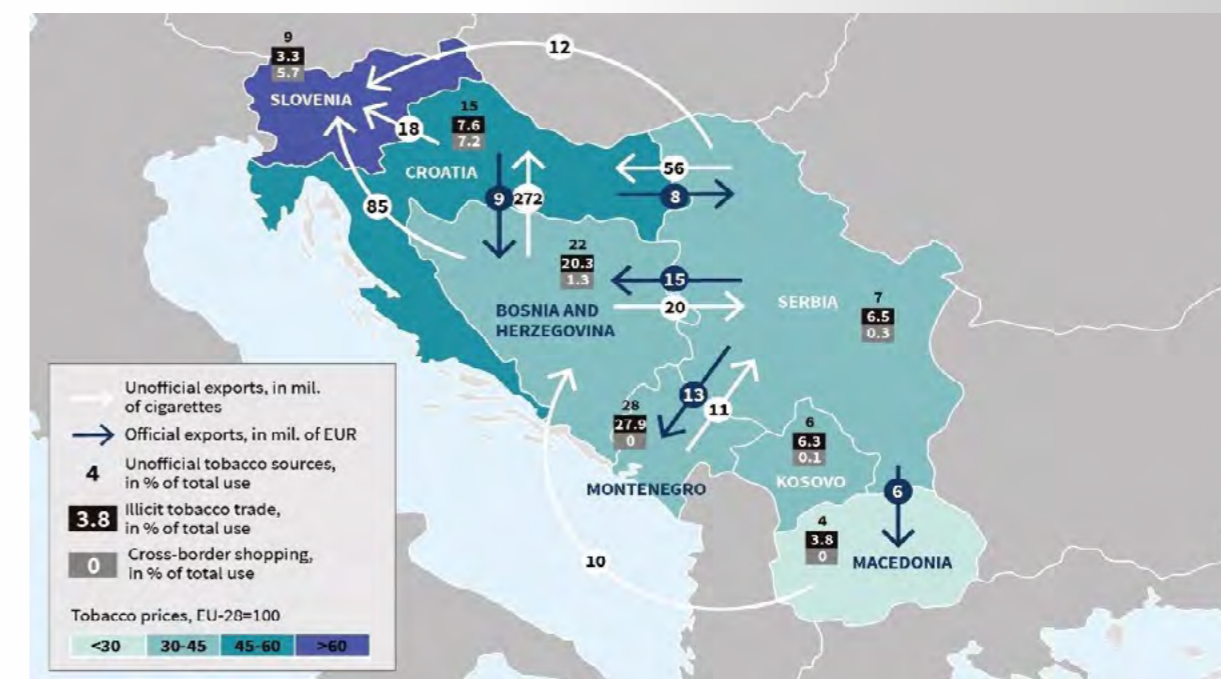 9
3.3
5.7
SLOVENIA
12
15
7.6
7.2
CROATIA
18
56
8
9
272
85
22
20.3
1.3
BOSNIA AND
HERZEGOVINA
15
20
SERBIA
7
6.5
0.3
13
11
28
27.9
0
MONTENEGRO
6
6.3
0.1
KOSOVO
6
4
3.8
0
MACEDONIA
10
Unofficial exports, in mil.
of cigarettes
Official exports, in mil. of EUR
4
Unofficial tobacco sources,
in % of total use
3.8
Illicit tobacco trade,
in % of total use
0
Cross-border shopping,
in % of total use
Tobacco prices, EU-28=100
<30
30-45
45-60
>60